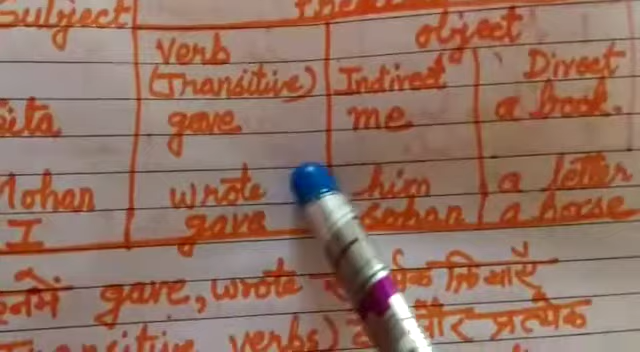 Subject
verb object
(Transitive) Indirect Direct
Sita gave me a book.
Mohan wrote him a letter
I gave Sohan a horse
इनमें gave, wrote क्रियाएँ
(Transitive verbs) और प्रत्येक